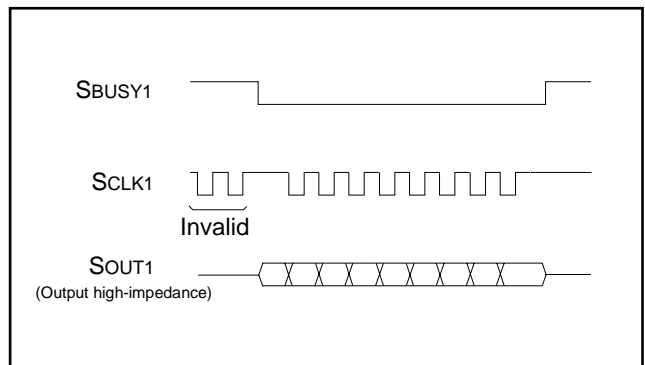 SBUSY1
SCLK1
Invalid
SOUT1
(Output high-impedance)